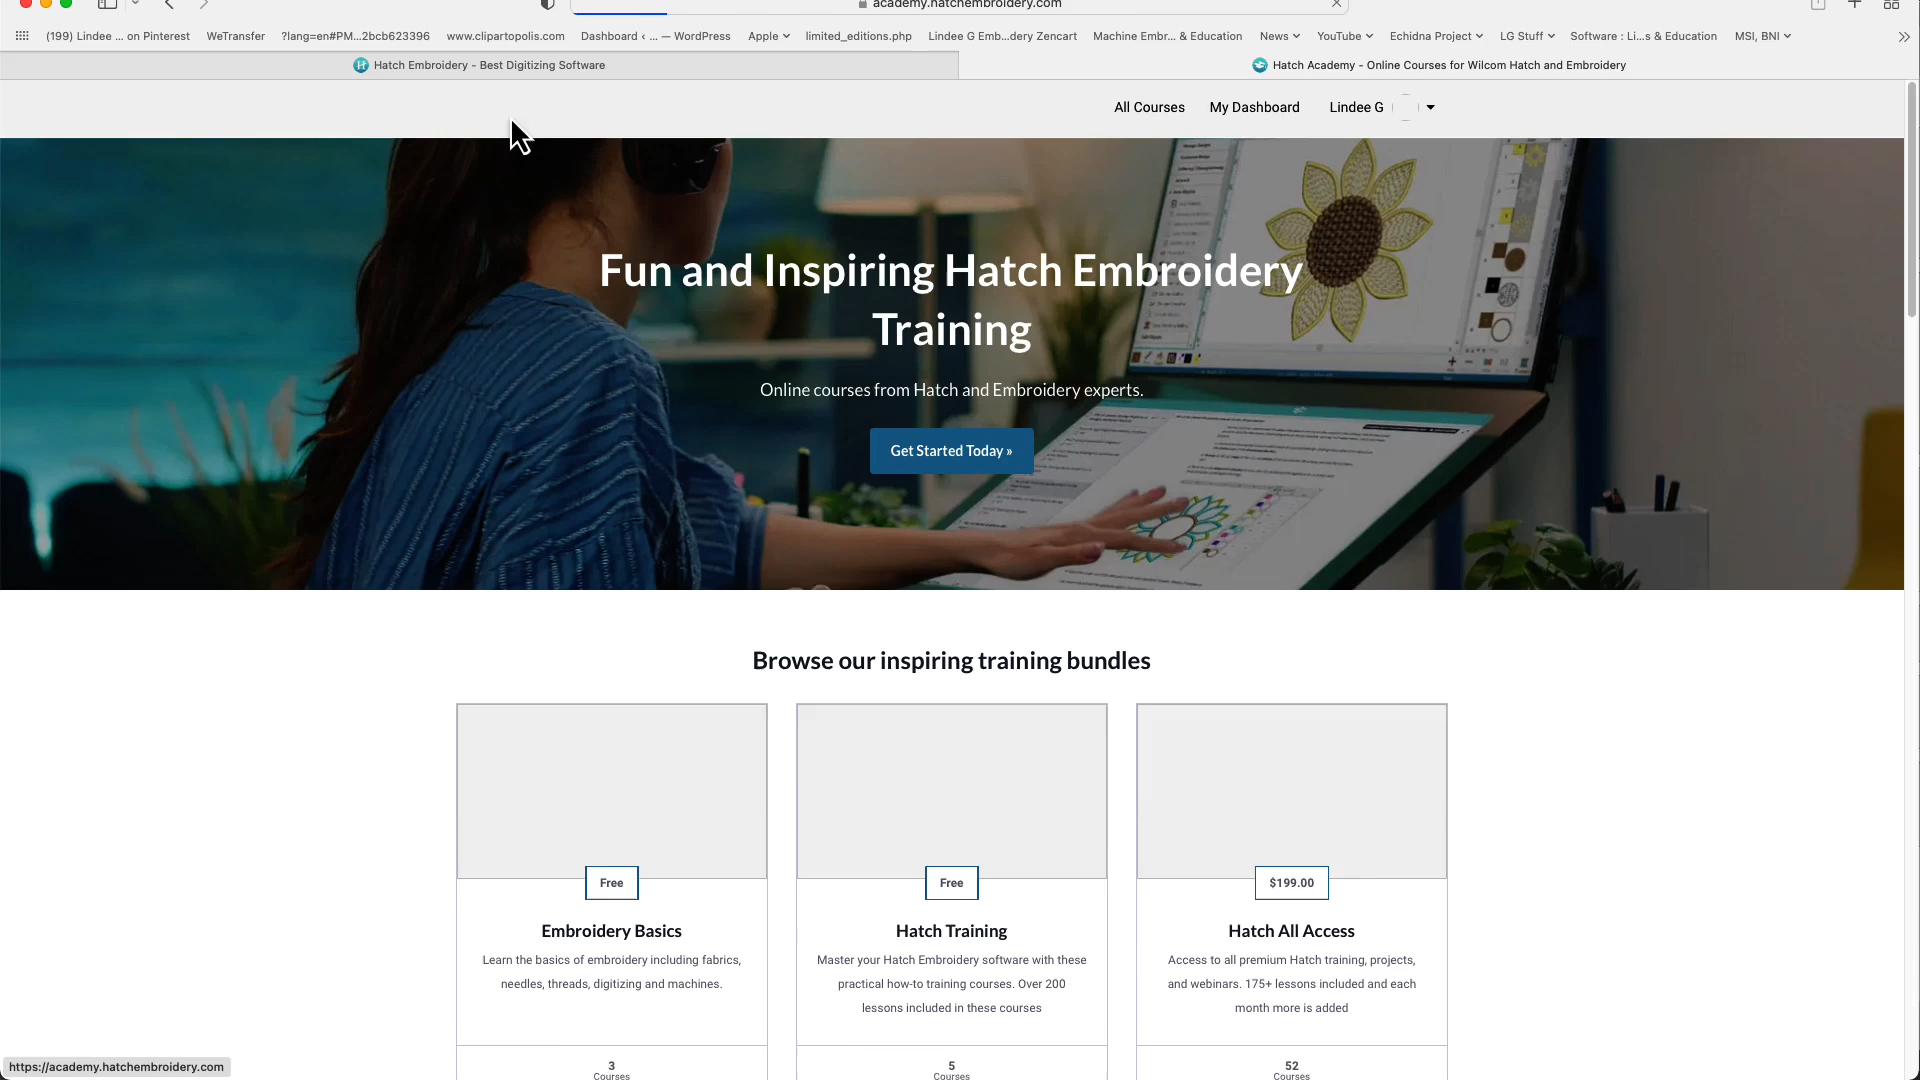 academy.hatchembroidery.com
(199) Lindee ... on Pinterest WeTransfer ?lang=en#PM...2bcb623396 www.clipartopolis.com Dashboard ‹ ... — WordPress Apple limited_editions.php Lindee G Emb...dery Zencart Machine Embr... & Education News YouTube Echidna Project LG Stuff Software : Li...s & Education MSI, BNI
Hatch Embroidery - Best Digitizing Software Hatch Academy - Online Courses for Wilcom Hatch and Embroidery
All Courses My Dashboard Lindee G
Fun and Inspiring Hatch Embroidery
Training
Online courses from Hatch and Embroidery experts.
Get Started Today »
Browse our inspiring training bundles
Free Free $199.00
Embroidery Basics Hatch Training Hatch All Access
Learn the basics of embroidery including fabrics, Master your Hatch Embroidery software with these Access to all premium Hatch training, projects,
needles, threads, digitizing and machines. practical how-to training courses. Over 200 and webinars. 175+ lessons included and each
lessons included in these courses month more is added
3 5 52
Courses Courses Courses
https://academy.hatchembroidery.com